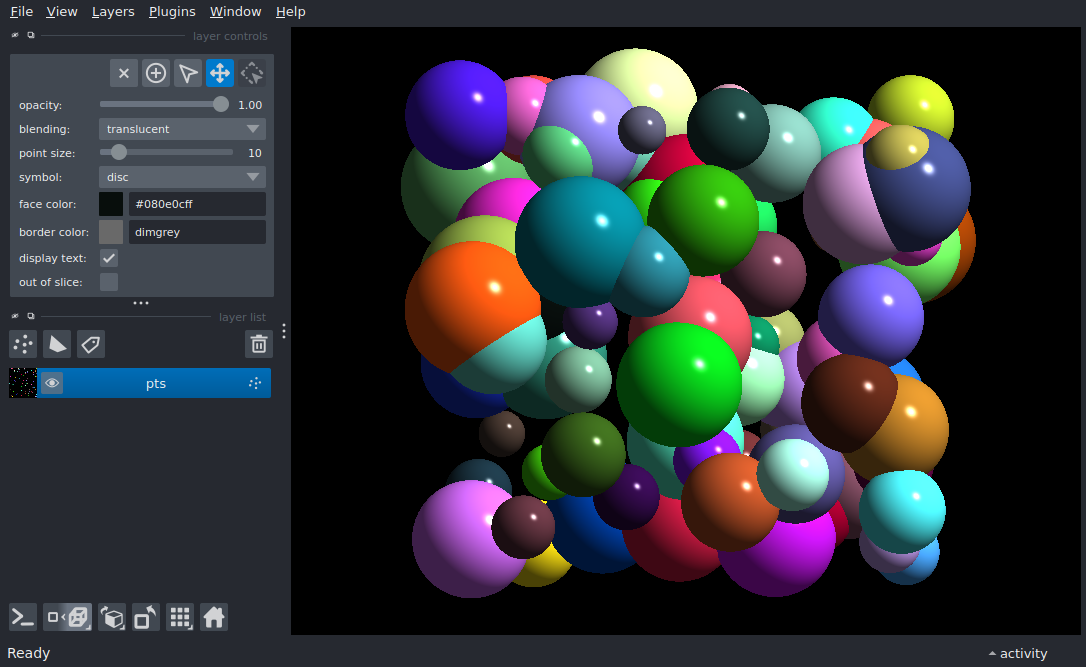 File View Layers Plugins Window Help
layer controls
opacity: 1.00
blending: translucent
point size: 10
symbol: disc
face color: #080e0cff
border color: dimgrey
display text:
out of slice:
layer list
pts
Ready activity